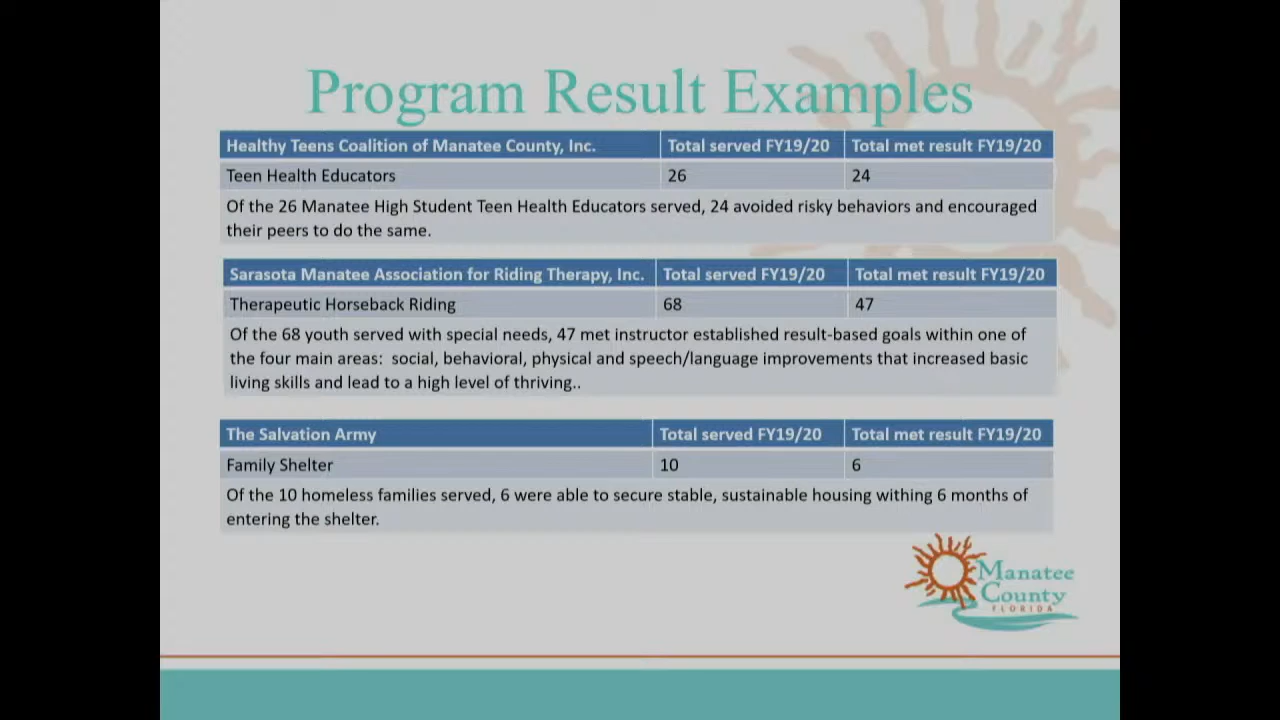 Program Result Examples
Healthy Teens Coalition of Manatee County, Inc. Total served FY19/20 Total met result FY19/20
Teen Health Educators 26 24
Of the 26 Manatee High Student Teen Health Educators served, 24 avoided risky behaviors and encouraged
their peers to do the same.
Sarasota Manatee Association for Riding Therapy, Inc. Total served FY19/20 Total met result FY19/20
Therapeutic Horseback Riding 68 47
Of the 68 youth served with special needs, 47 met instructor established result-based goals within one of
the four main areas: social, behavioral, physical and speech/language improvements that increased basic
living skills and lead to a high level of thriving..
The Salvation Army Total served FY19/20 Total met result FY19/20
Family Shelter 10 6
Of the 10 homeless families served, 6 were able to secure stable, sustainable housing withing 6 months of
entering the shelter.
Manatee
County
FLORIDA